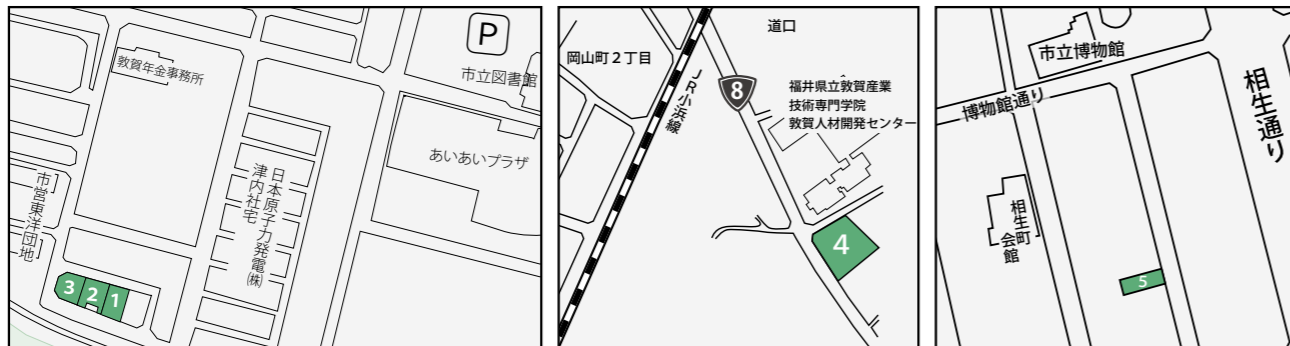 P
敦賀年金事務所
市立図書館
あいあいプラザ
日本原子力発電㈱
津内社宅
市営東洋団地
3
2
1
道口
岡山町2丁目
JR小浜線
8
福井県立敦賀産業
技術専門学院
敦賀人材開発センター
4
市立博物館
博物館通り
相生通り
相生町
会館
5